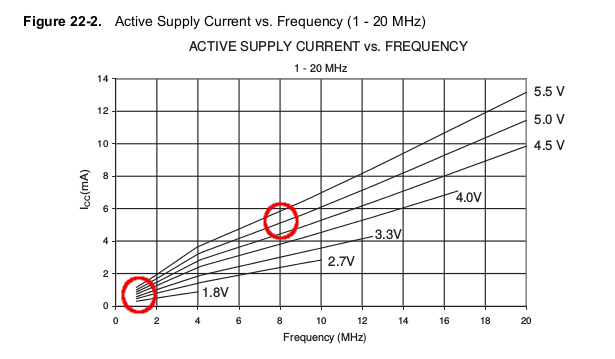 Figure 22-2. Active Supply Current vs. Frequency (1 - 20 MHz)
ACTIVE SUPPLY CURRENT vs. FREQUENCY
1 - 20 MHz
14
12
10
8
6
4
2
0
ICC(mA)
5.5 V
5.0 V
4.5 V
4.0V
3.3V
2.7V
1.8V
0 2 4 6 8 10 12 14 16 18 20
Frequency (MHz)